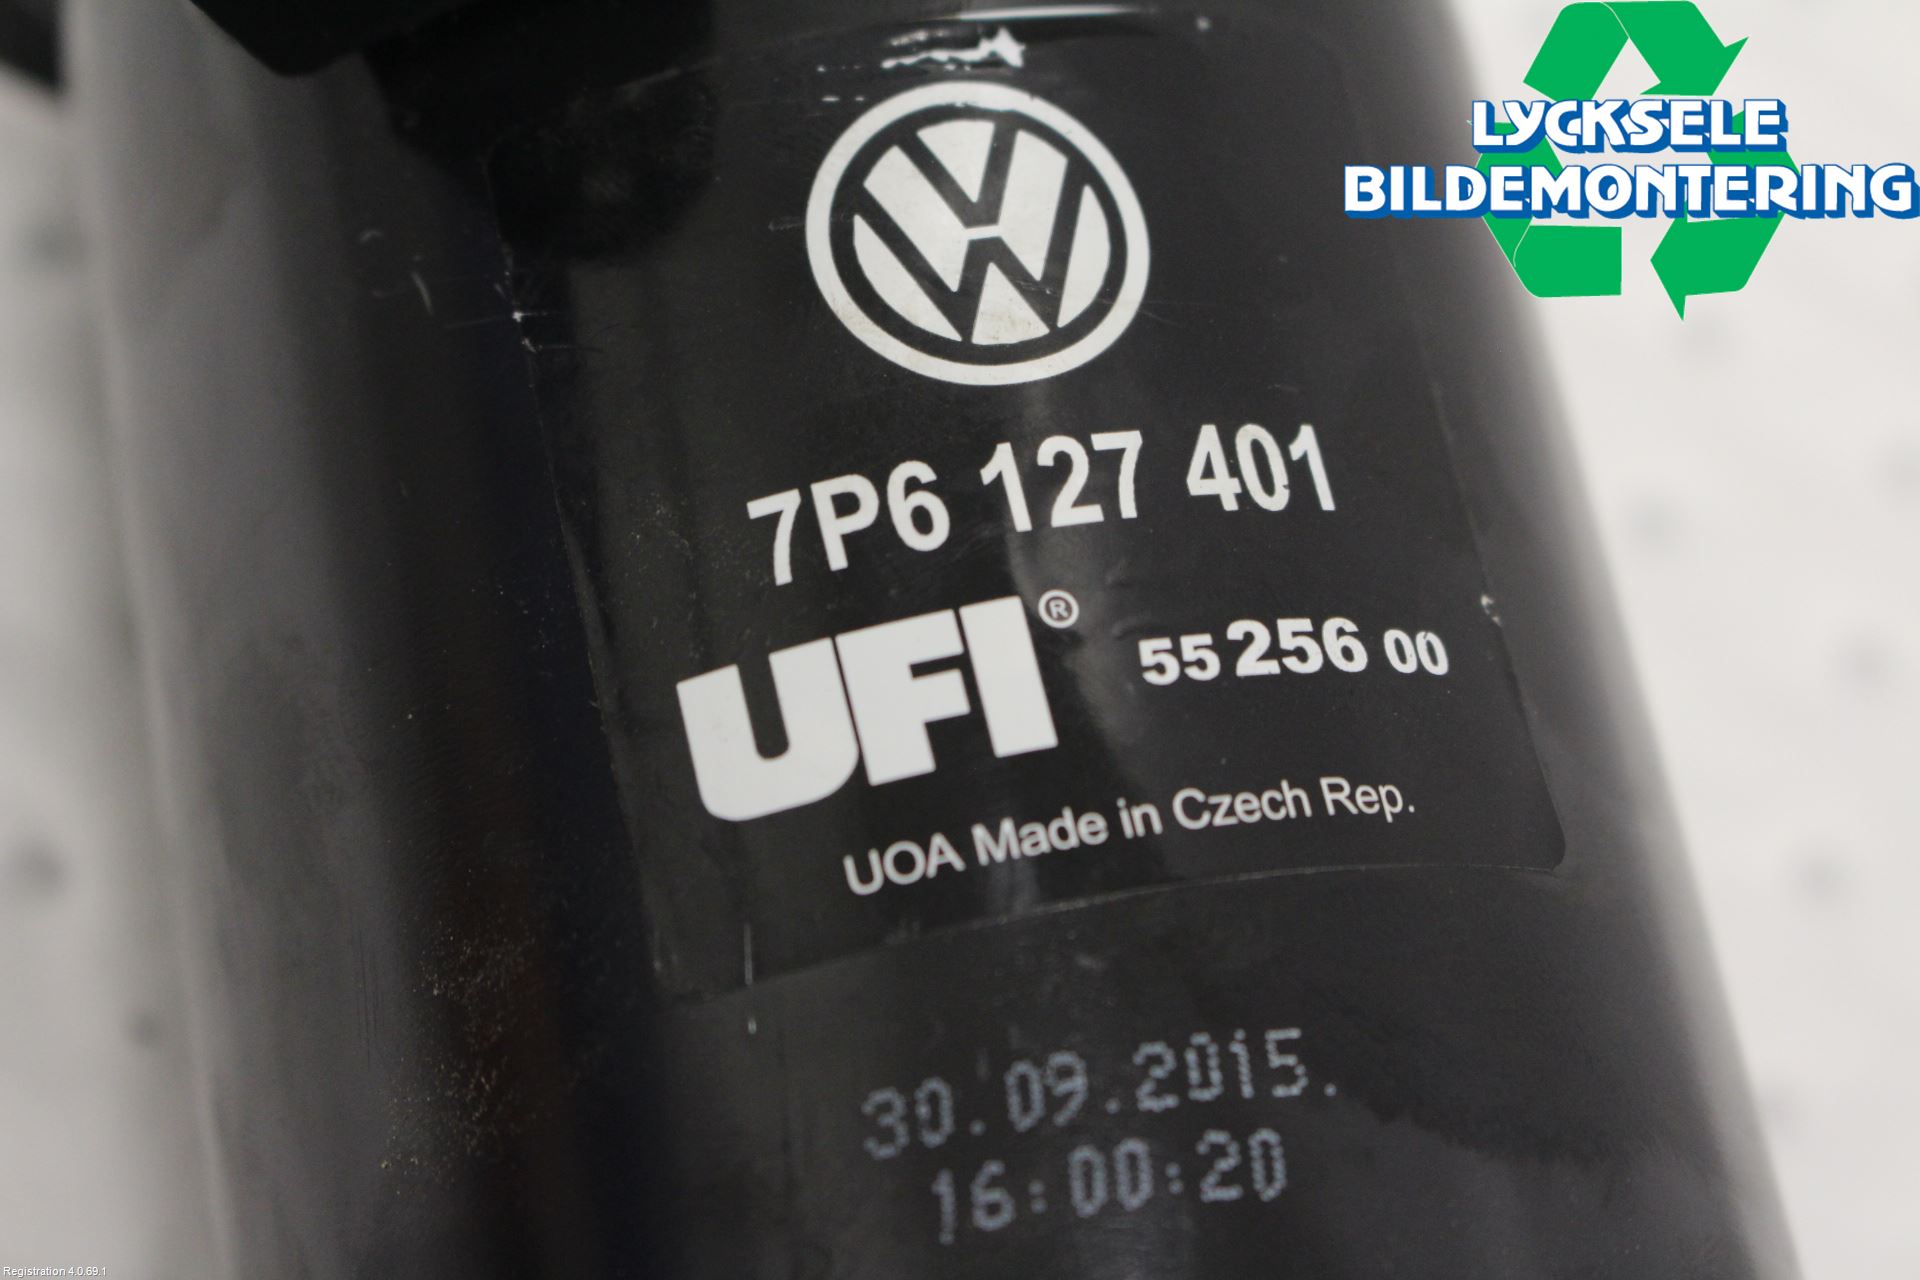 LYCKSELE
BILDEMONTERING
7P6 127 401
UFI® 55 256 00
UOA Made in Czech Rep.
30.09.2015.
16:00:20
Registration 4.0.69.1